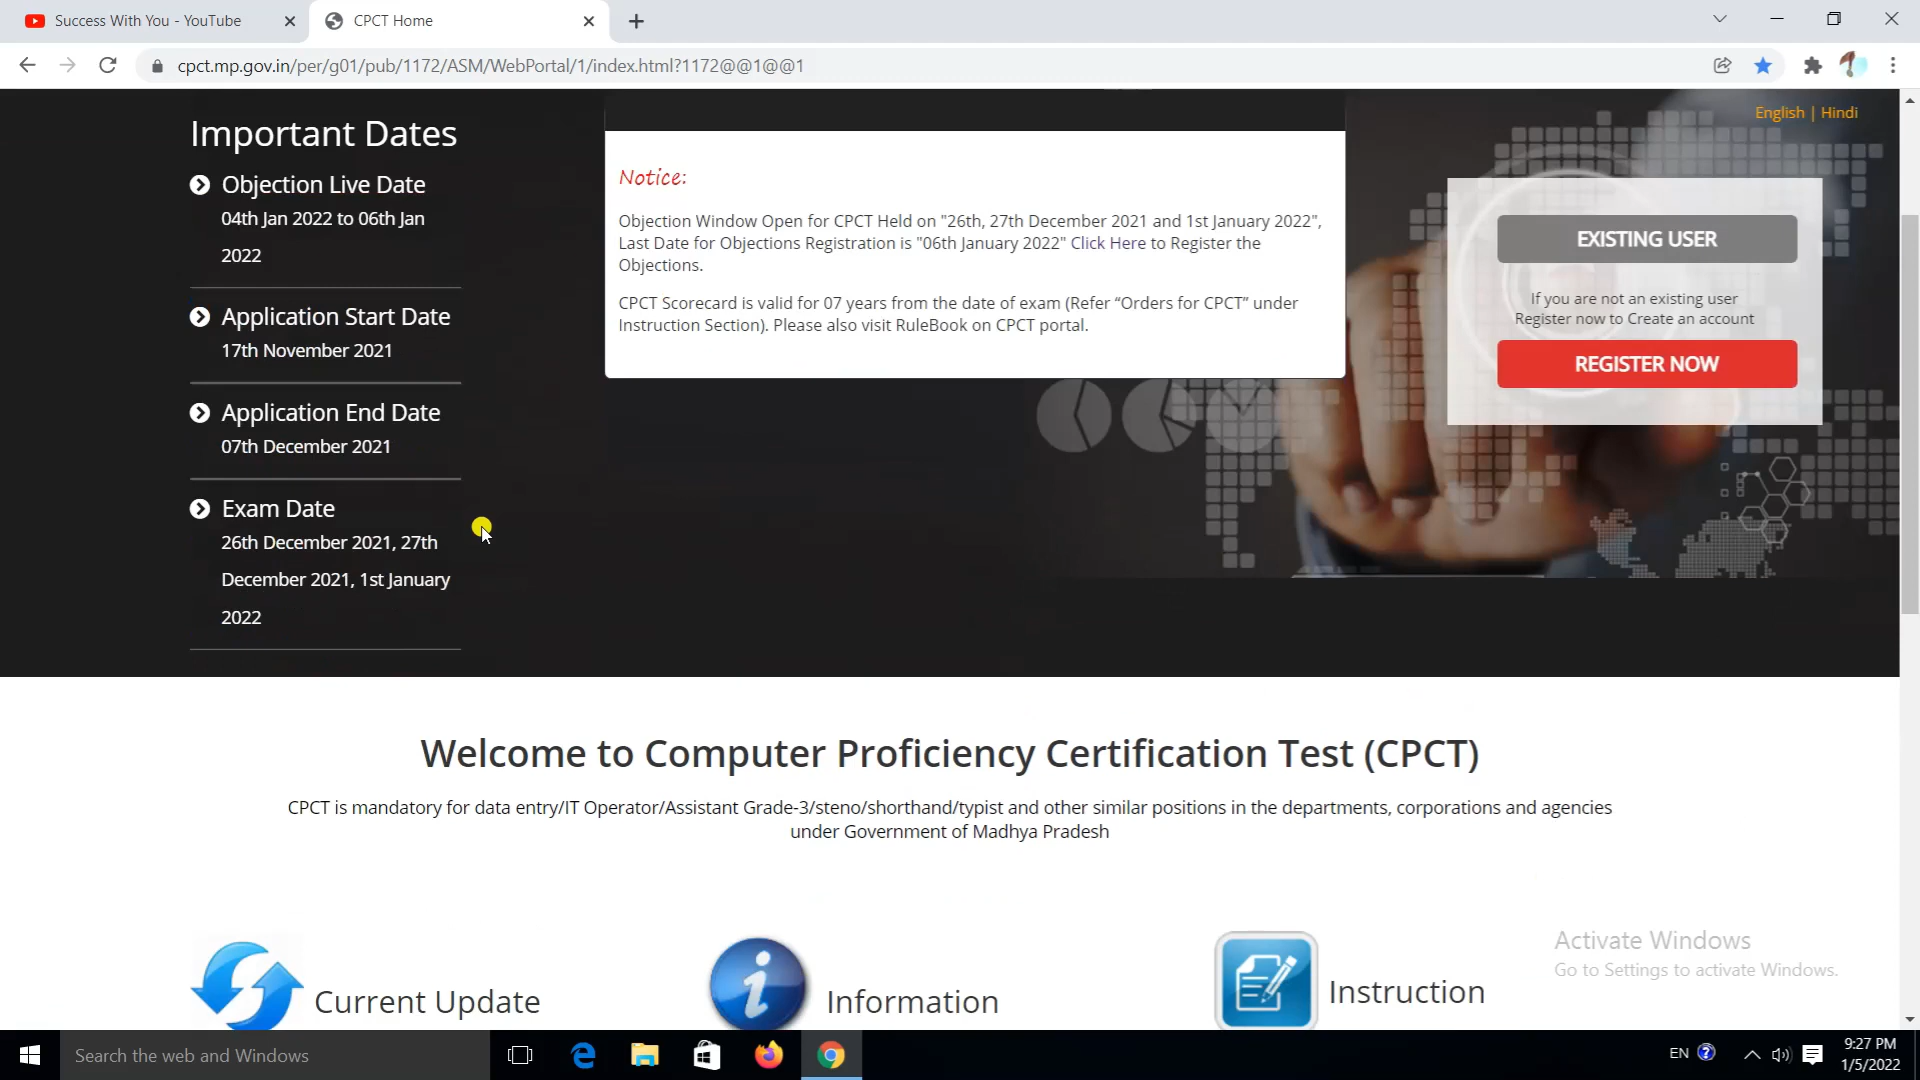 Success With You - YouTube
CPCT Home
cpct.mp.gov.in/per/g01/pub/1172/ASM/WebPortal/1/index.html?1172@@1@@1
English | Hindi
Important Dates
Objection Live Date
04th Jan 2022 to 06th Jan
2022
Application Start Date
17th November 2021
Application End Date
07th December 2021
Exam Date
26th December 2021, 27th
December 2021, 1st January
2022
Notice:
Objection Window Open for CPCT Held on "26th, 27th December 2021 and 1st January 2022",
Last Date for Objections Registration is "06th January 2022" Click Here to Register the
Objections.
CPCT Scorecard is valid for 07 years from the date of exam (Refer “Orders for CPCT” under
Instruction Section). Please also visit RuleBook on CPCT portal.
EXISTING USER
If you are not an existing user
Register now to Create an account
REGISTER NOW
Welcome to Computer Proficiency Certification Test (CPCT)
CPCT is mandatory for data entry/IT Operator/Assistant Grade-3/steno/shorthand/typist and other similar positions in the departments, corporations and agencies
under Government of Madhya Pradesh
Current Update
Information
Instruction
Activate Windows
Go to Settings to activate Windows.
Search the web and Windows
EN
9:27 PM
1/5/2022